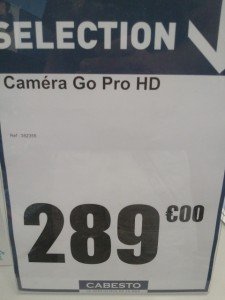 SELECTION
Caméra Go Pro HD
289 €00
CABESTO